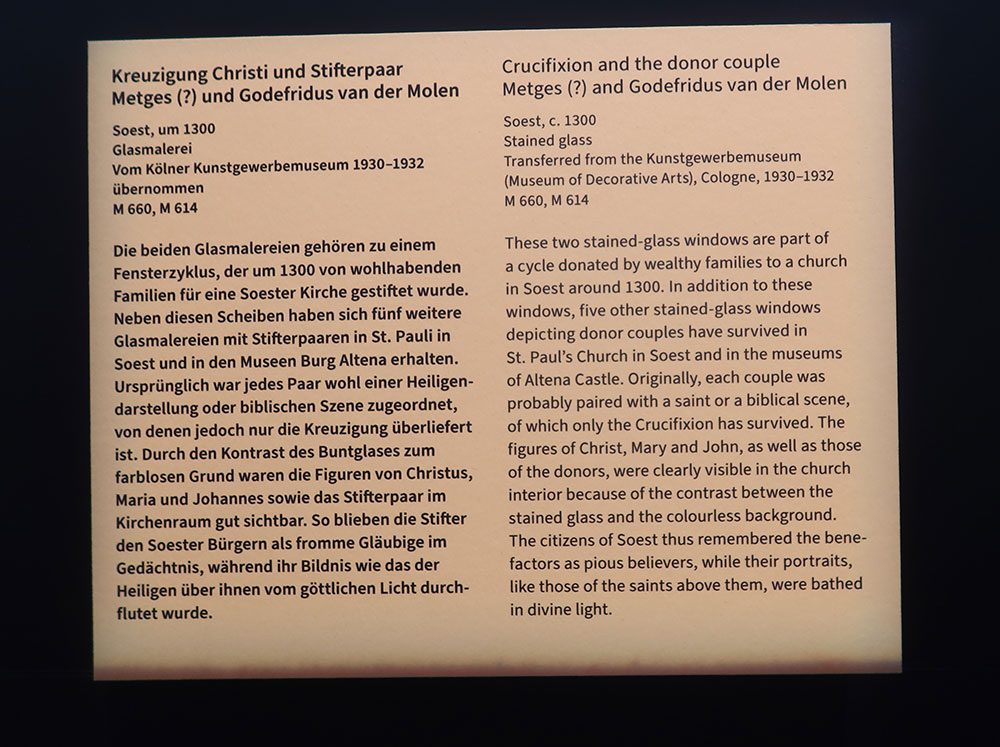 Kreuzigung Christi und Stifterpaar
Metges (?) und Godefridus van der Molen
Soest, um 1300
Glasmalerei
Vom Kölner Kunstgewerbemuseum 1930–1932
übernommen
M 660, M 614
Die beiden Glasmalereien gehören zu einem
Fensterzyklus, der um 1300 von wohlhabenden
Familien für eine Soester Kirche gestiftet wurde.
Neben diesen Scheiben haben sich fünf weitere
Glasmalereien mit Stifterpaaren in St. Pauli in
Soest und in den Museen Burg Altena erhalten.
Ursprünglich war jedes Paar wohl einer Heiligen-
darstellung oder biblischen Szene zugeordnet,
von denen jedoch nur die Kreuzigung überliefert
ist. Durch den Kontrast des Buntglases zum
farblosen Grund waren die Figuren von Christus,
Maria und Johannes sowie das Stifterpaar im
Kirchenraum gut sichtbar. So blieben die Stifter
den Soester Bürgern als fromme Gläubige im
Gedächtnis, während ihr Bildnis wie das der
Heiligen über ihnen vom göttlichen Licht durch-
flutet wurde.
Crucifixion and the donor couple
Metges (?) and Godefridus van der Molen
Soest, c. 1300
Stained glass
Transferred from the Kunstgewerbemuseum
(Museum of Decorative Arts), Cologne, 1930–1932
M 660, M 614
These two stained-glass windows are part of
a cycle donated by wealthy families to a church
in Soest around 1300. In addition to these
windows, five other stained-glass windows
depicting donor couples have survived in
St. Paul’s Church in Soest and in the museums
of Altena Castle. Originally, each couple was
probably paired with a saint or a biblical scene,
of which only the Crucifixion has survived. The
figures of Christ, Mary and John, as well as those
of the donors, were clearly visible in the church
interior because of the contrast between the
stained glass and the colourless background.
The citizens of Soest thus remembered the bene-
factors as pious believers, while their portraits,
like those of the saints above them, were bathed
in divine light.